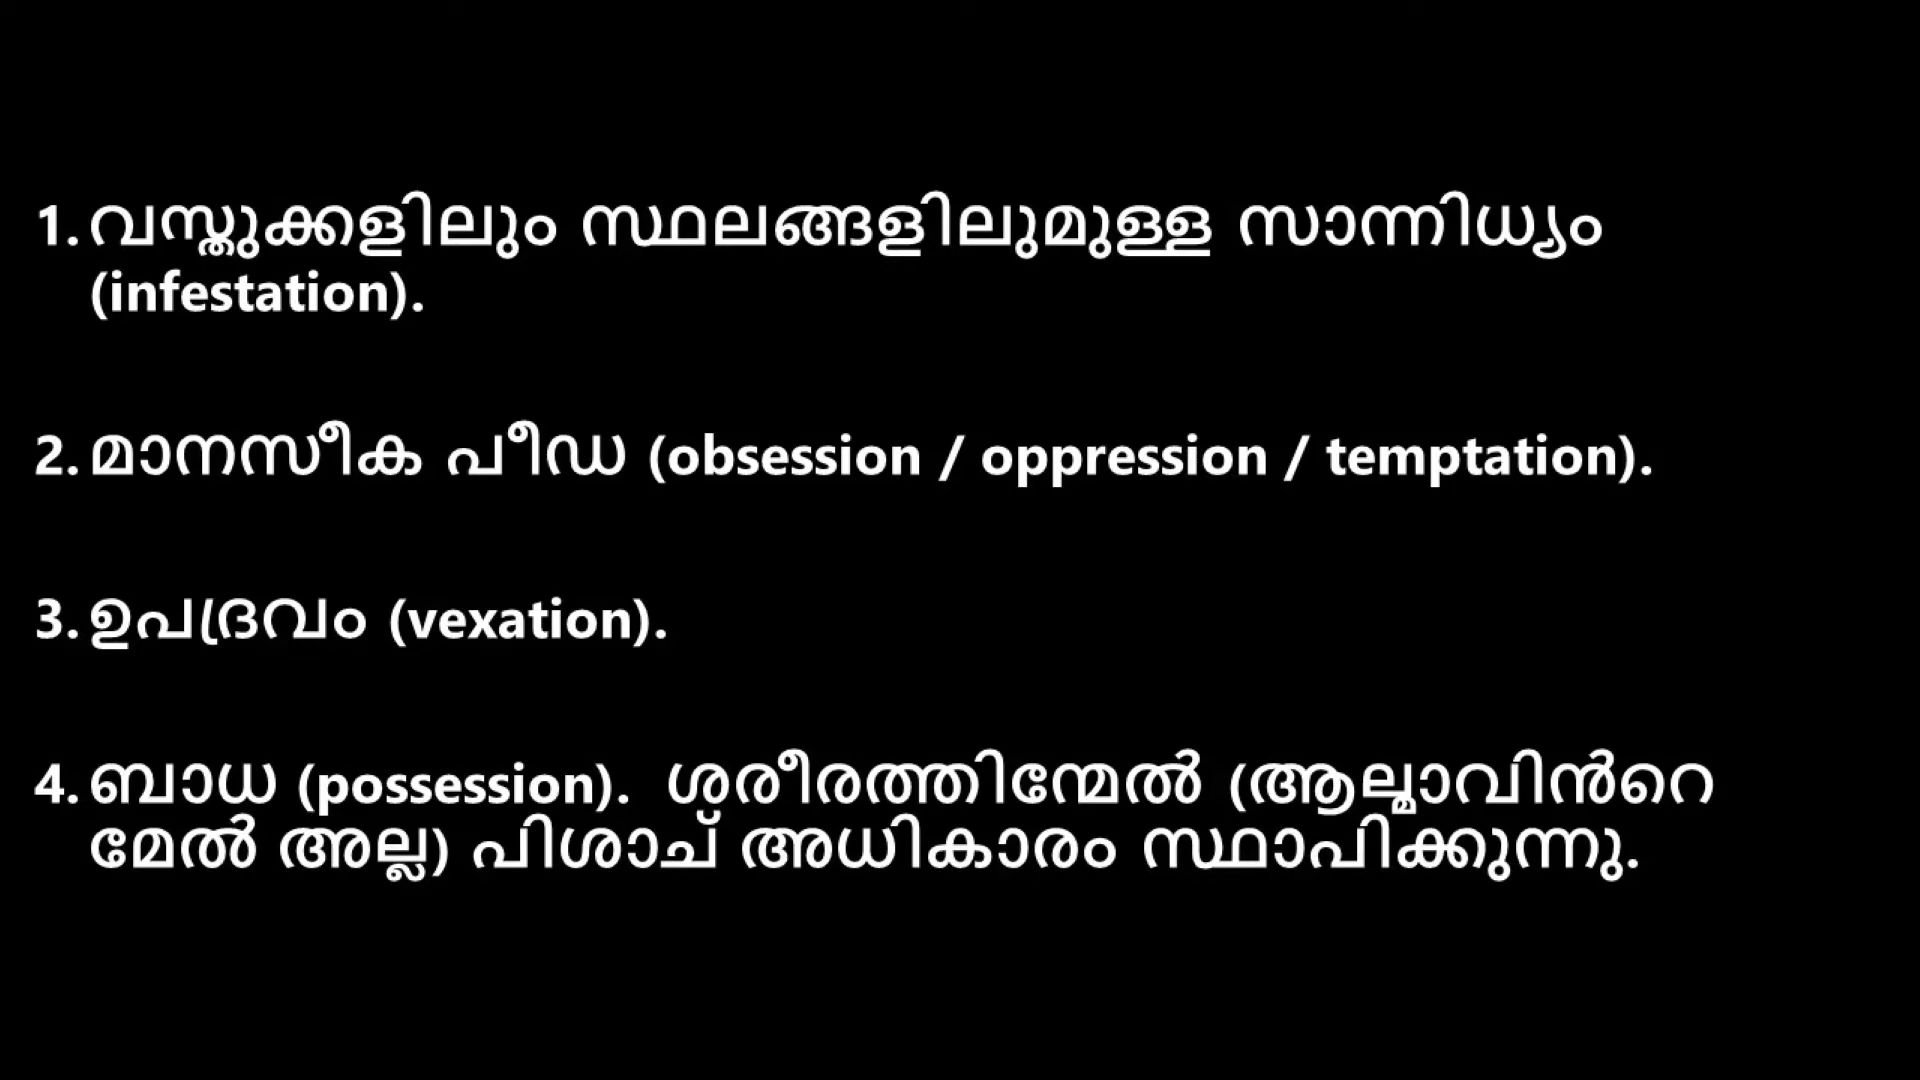 1. വസ്തുക്കളിലും സ്ഥലങ്ങളിലുമുള്ള സാന്നിധ്യം
(infestation).
2. മാനസീക പീഡ (obsession / oppression / temptation).
3. ഉപദ്രവം (vexation).
4. ബാധ (possession). ശരീരത്തിന്മേൽ (ആല്മാവിൻറെ
മേൽ അല്ല) പിശാച് അധികാരം സ്ഥാപിക്കുന്നു.